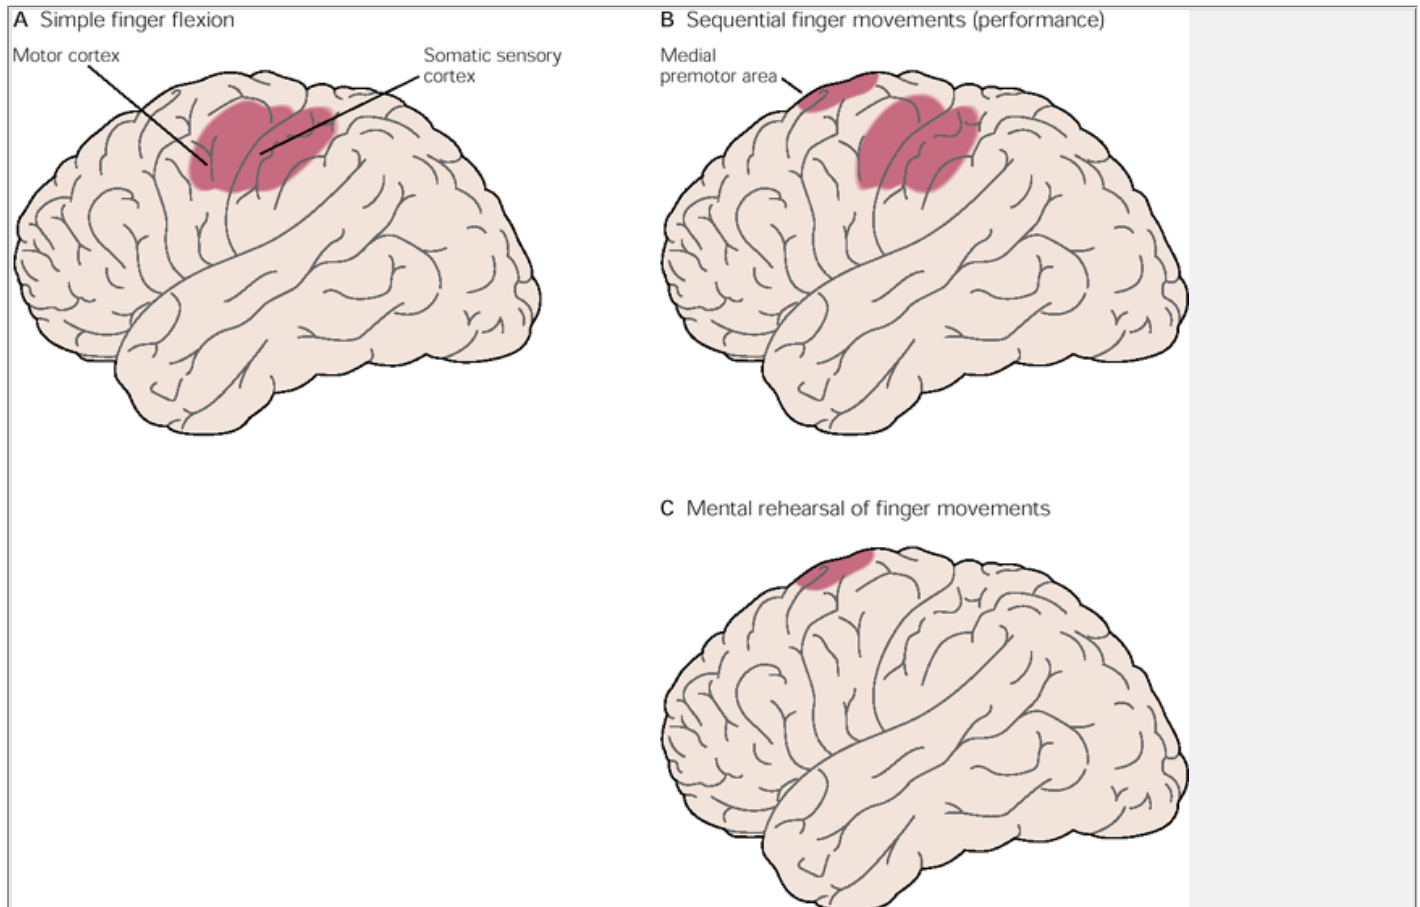 A Simple finger flexion
Motor cortex
Somatic sensory
cortex
B Sequential finger movements (performance)
Medial
premotor area
C Mental rehearsal of finger movements